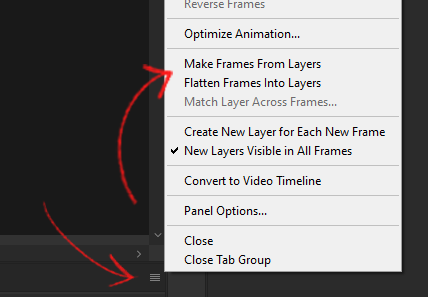 Reverse Frames
Optimize Animation...
Make Frames From Layers
Flatten Frames Into Layers
Match Layer Across Frames...
Create New Layer for Each New Frame
New Layers Visible in All Frames
Convert to Video Timeline
Panel Options...
Close
Close Tab Group